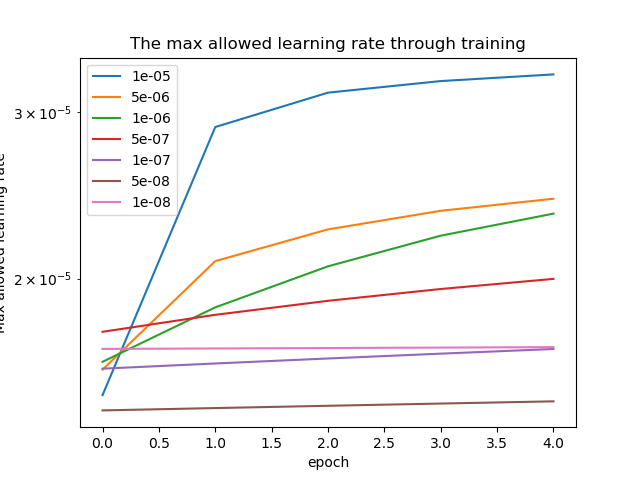 The max allowed learning rate through training
1e-05
5e-06
1e-06
5e-07
1e-07
5e-08
1e-08
3 × 10⁻⁵
2 × 10⁻⁵
allowed learning rate
0.0 0.5 1.0 1.5 2.0 2.5 3.0 3.5 4.0
epoch